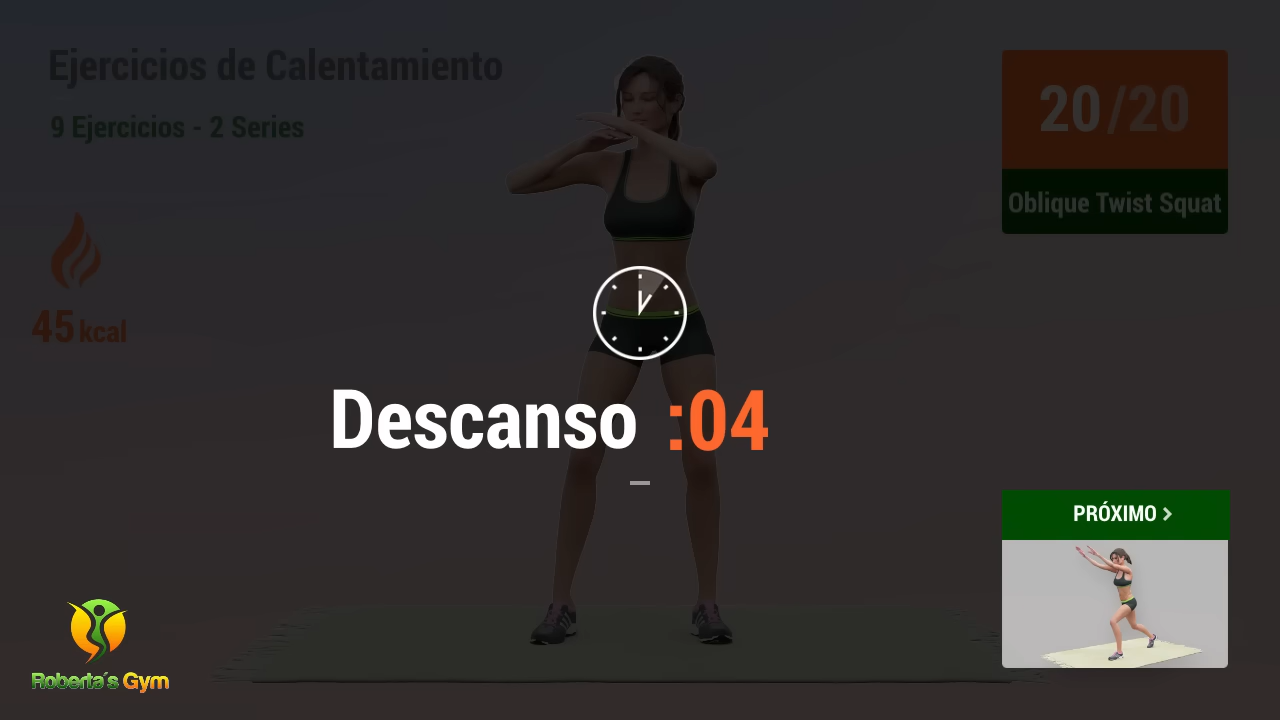 Ejercicios de Calentamiento
9 Ejercicios - 2 Series
20/20
Oblique Twist Squat
45 kcal
Descanso :04
PRÓXIMO >
Roberta´s Gym